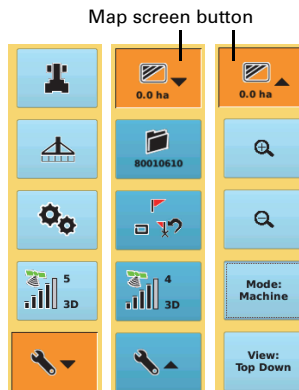 Map screen button
0.0 ha
0.0 ha
80010610
5
3D
4
3D
Mode:
Machine
View:
Top Down